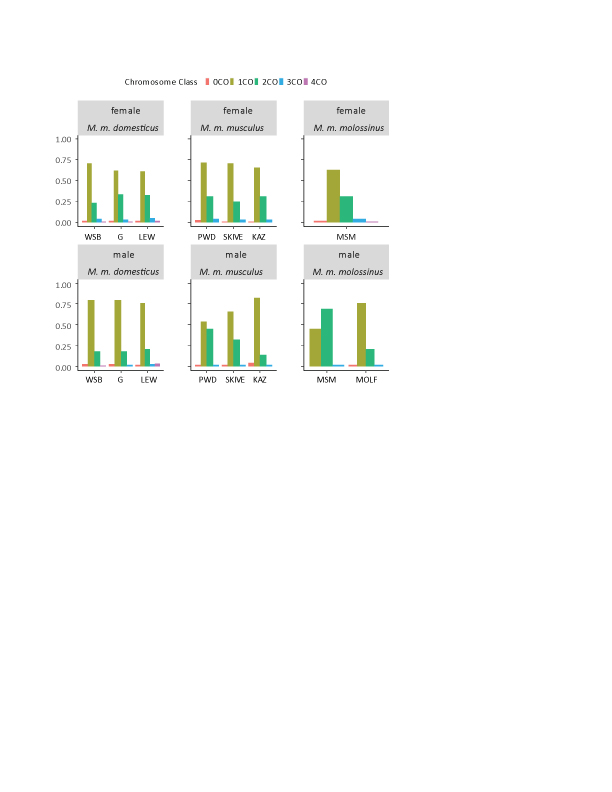 Chromosome Class 0CO 1CO 2CO 3CO 4CO
female female female
M. m. domesticus M. m. musculus M. m. molossinus
1.00
0.75
0.50
0.25
0.00
WSB G LEW PWD SKIVE KAZ MSM
male male male
M. m. domesticus M. m. musculus M. m. molossinus
1.00
0.75
0.50
0.25
0.00
WSB G LEW PWD SKIVE KAZ MSM MOLF